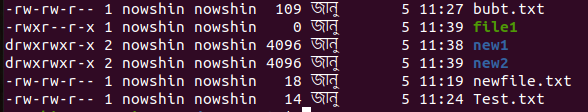 -rw-rw-r-- 1 nowshin nowshin 109 জানু 5 11:27 bubt.txt
-rwxr--r-x 1 nowshin nowshin 0 জানু 5 11:39 file1
drwxrwxr-x 2 nowshin nowshin 4096 জানু 5 11:38 new1
drwxrwxr-x 2 nowshin nowshin 4096 জানু 5 11:39 new2
-rw-rw-r-- 1 nowshin nowshin 18 জানু 5 11:19 newfile.txt
-rw-rw-r-- 1 nowshin nowshin 14 জানু 5 11:24 Test.txt